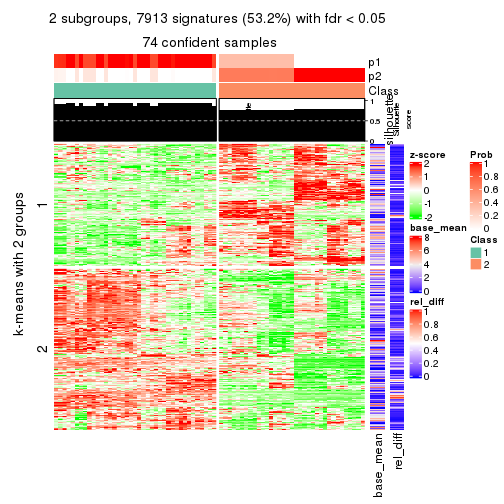 2 subgroups, 7913 signatures (53.2%) with fdr < 0.05
74 confident samples
p1
p2
Class
1
0.5
0
silhouette
Silhouette
score
k-means with 2 groups
1
2
base_mean
rel_diff
z-score
2
1
0
-1
-2
base_mean
8
6
4
2
0
rel_diff
1
0.8
0.6
0.4
0.2
0
Prob
1
0.8
0.6
0.4
0.2
0
Class
1
2